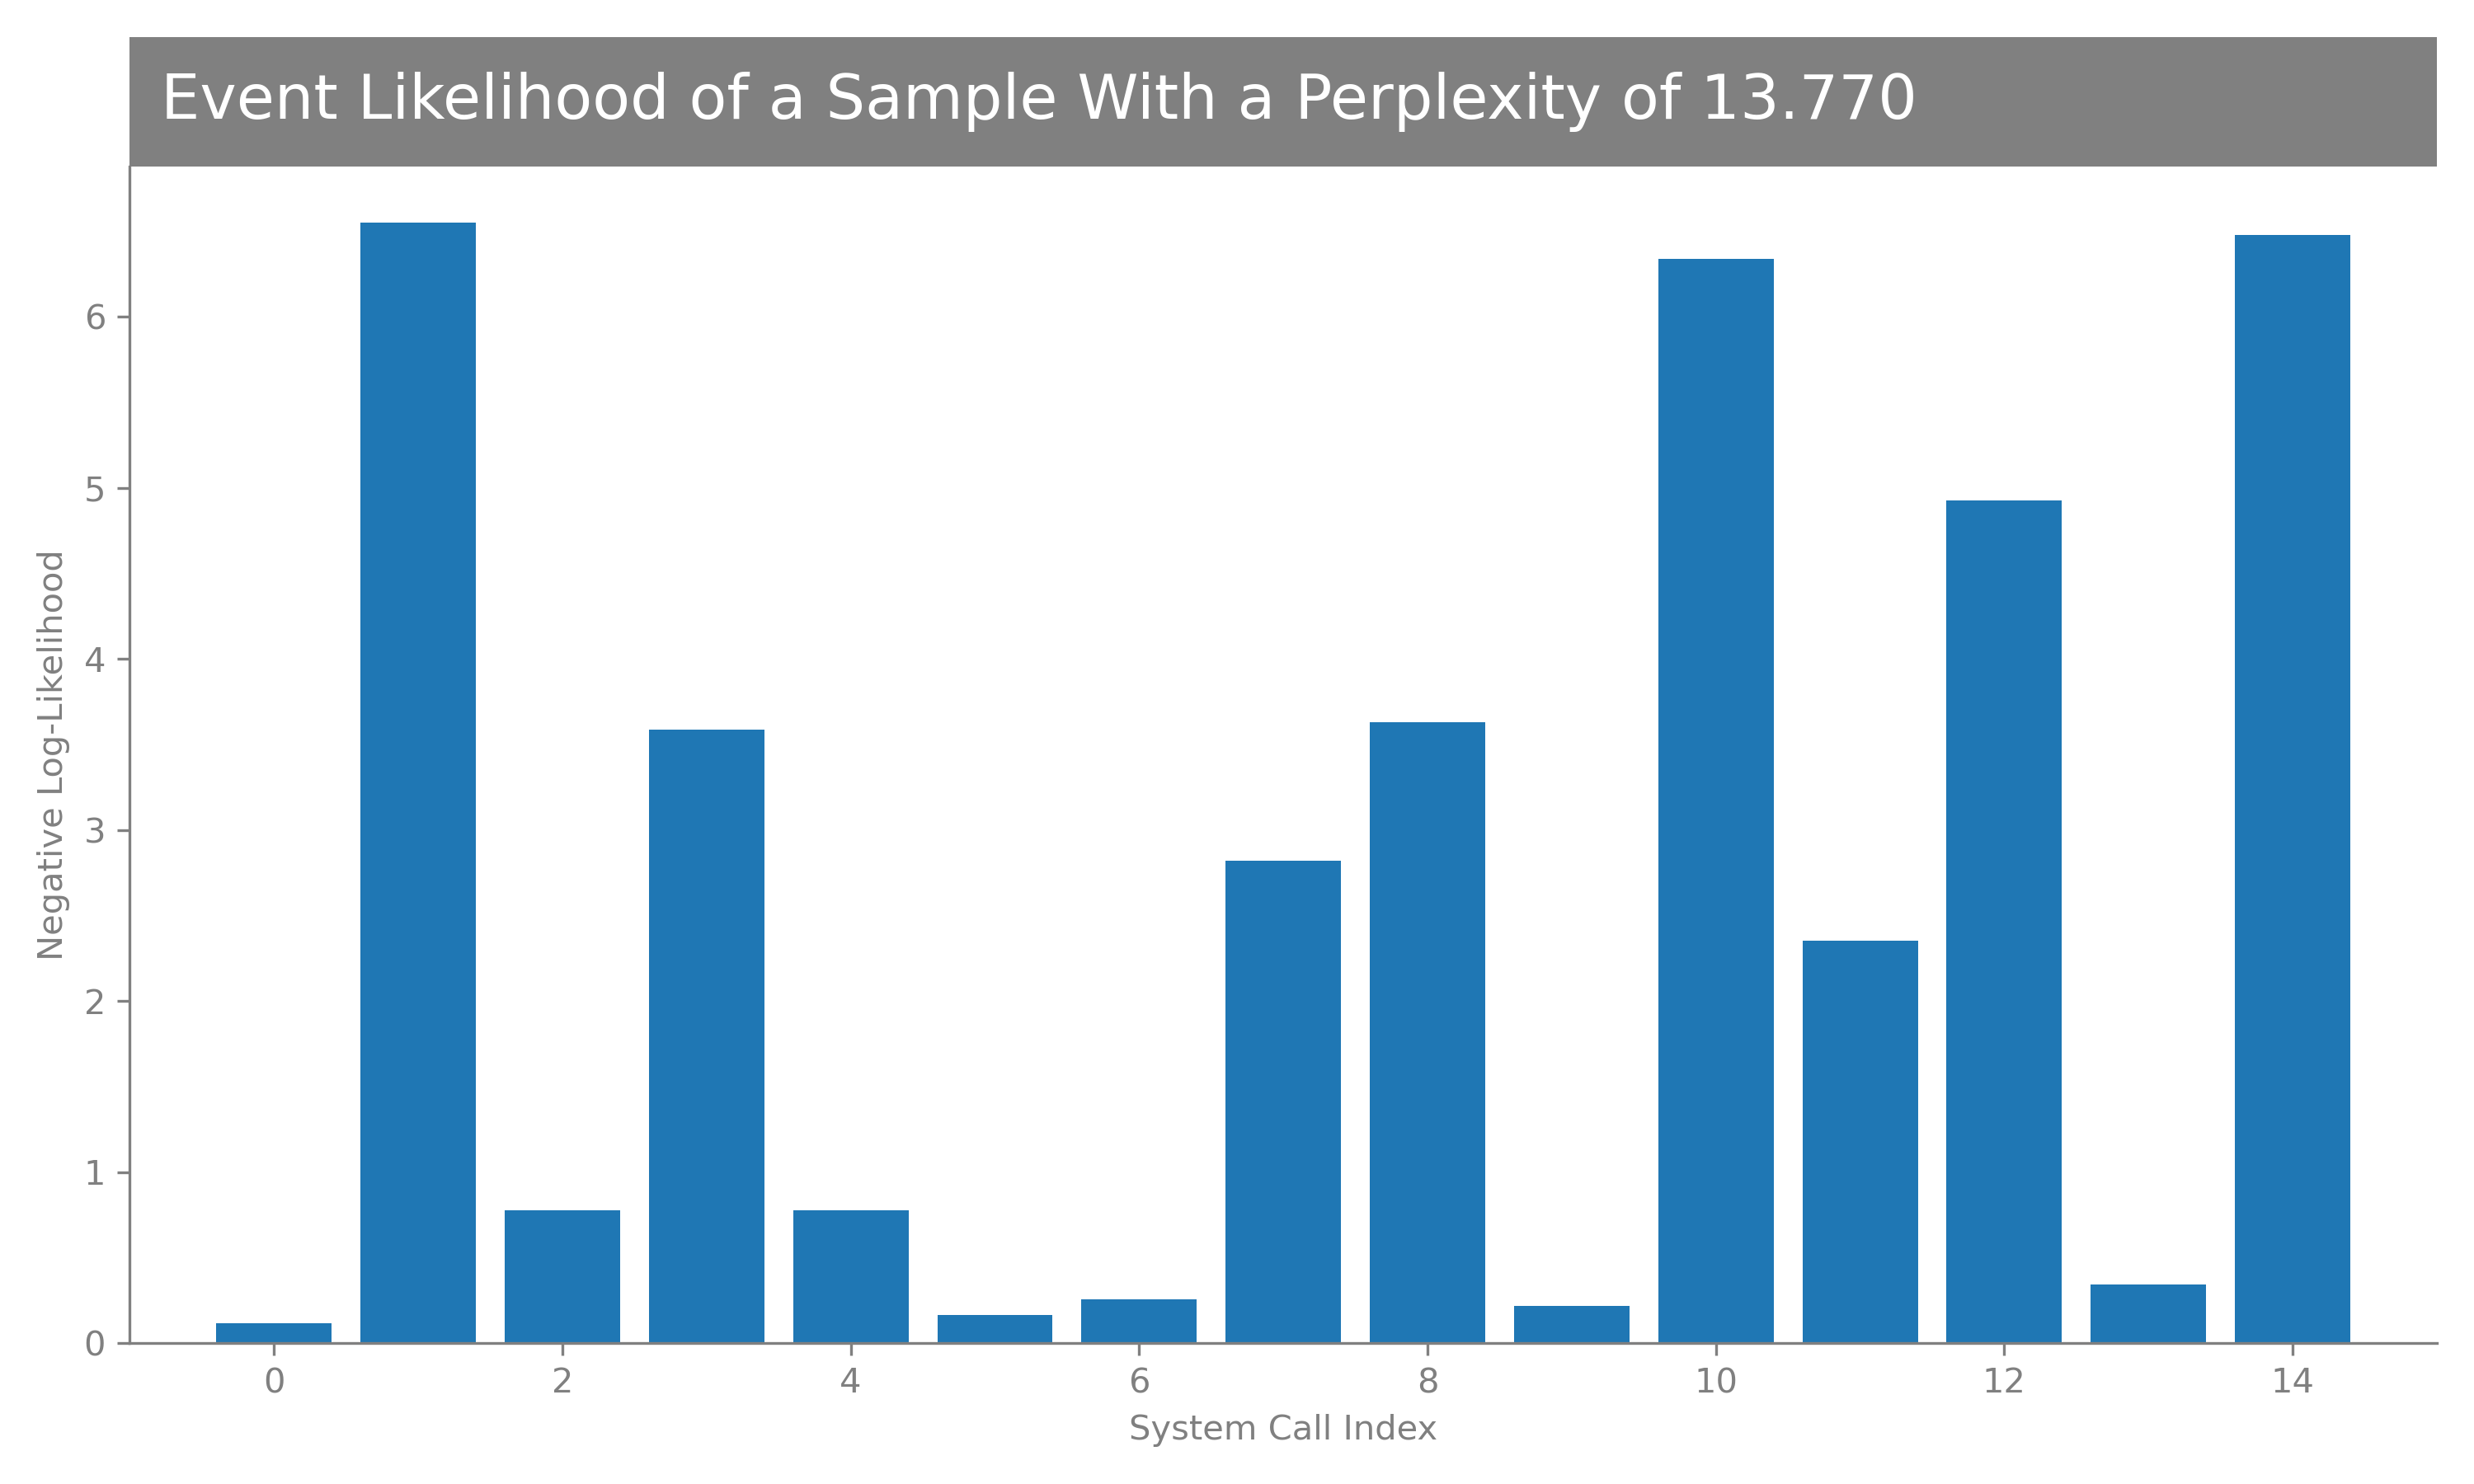 Event Likelihood of a Sample With a Perplexity of 13.770
6
5
4
3
2
1
0
Negative Log-Likelihood
0 2 4 6 8 10 12 14
System Call Index